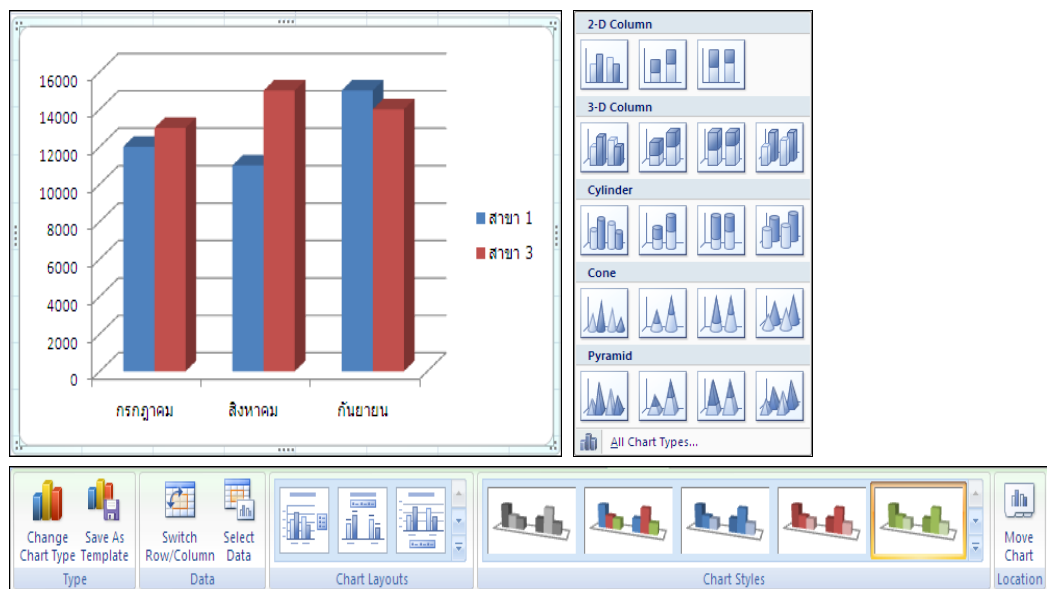 16000
14000
12000
10000
8000
6000
4000
2000
0
กรกฎาคม
สิงหาคม
กันยายน
สาขา 1
สาขา 3
2-D Column
3-D Column
Cylinder
Cone
Pyramid
All Chart Types...
Change Chart Type
Save As Template
Switch Row/Column
Select Data
Move Chart
Type
Data
Chart Layouts
Chart Styles
Location